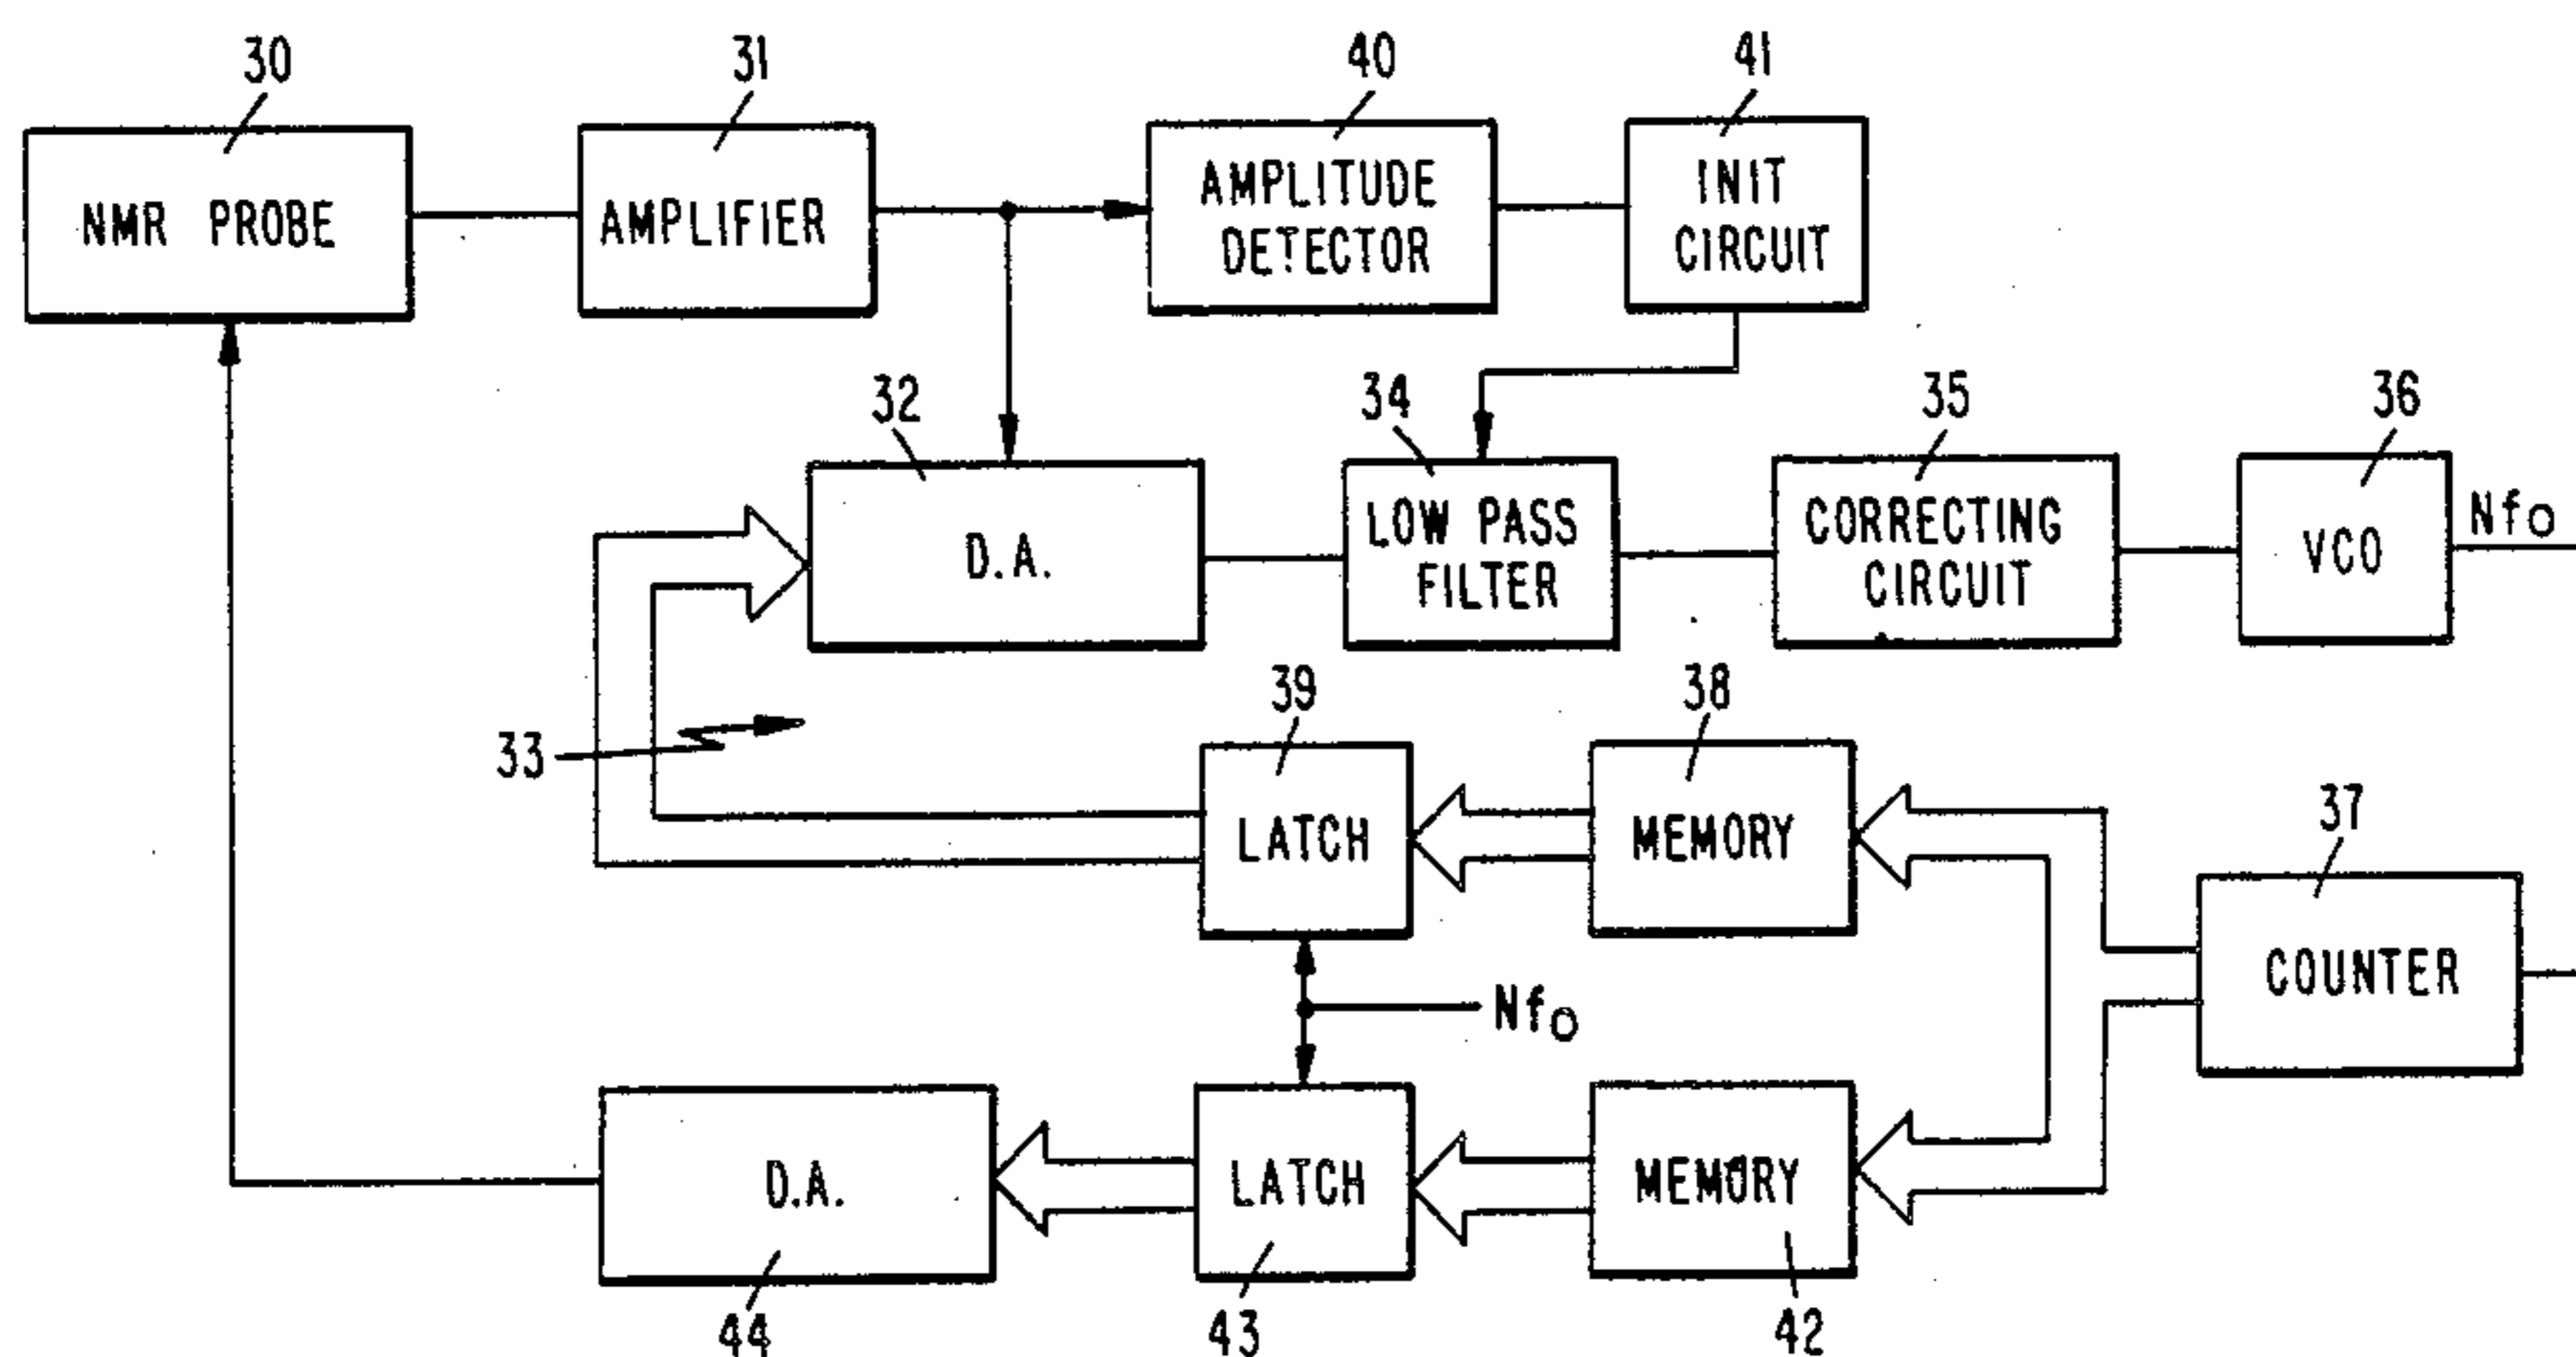 30
31
40
41
NMR PROBE
AMPLIFIER
AMPLITUDE
DETECTOR
INIT
CIRCUIT
32
34
35
36
D.A.
LOW PASS
FILTER
CORRECTING
CIRCUIT
VCO
Nfo
33
39
38
37
LATCH
MEMORY
COUNTER
Nfo
D.A.
LATCH
MEMORY
44
43
42